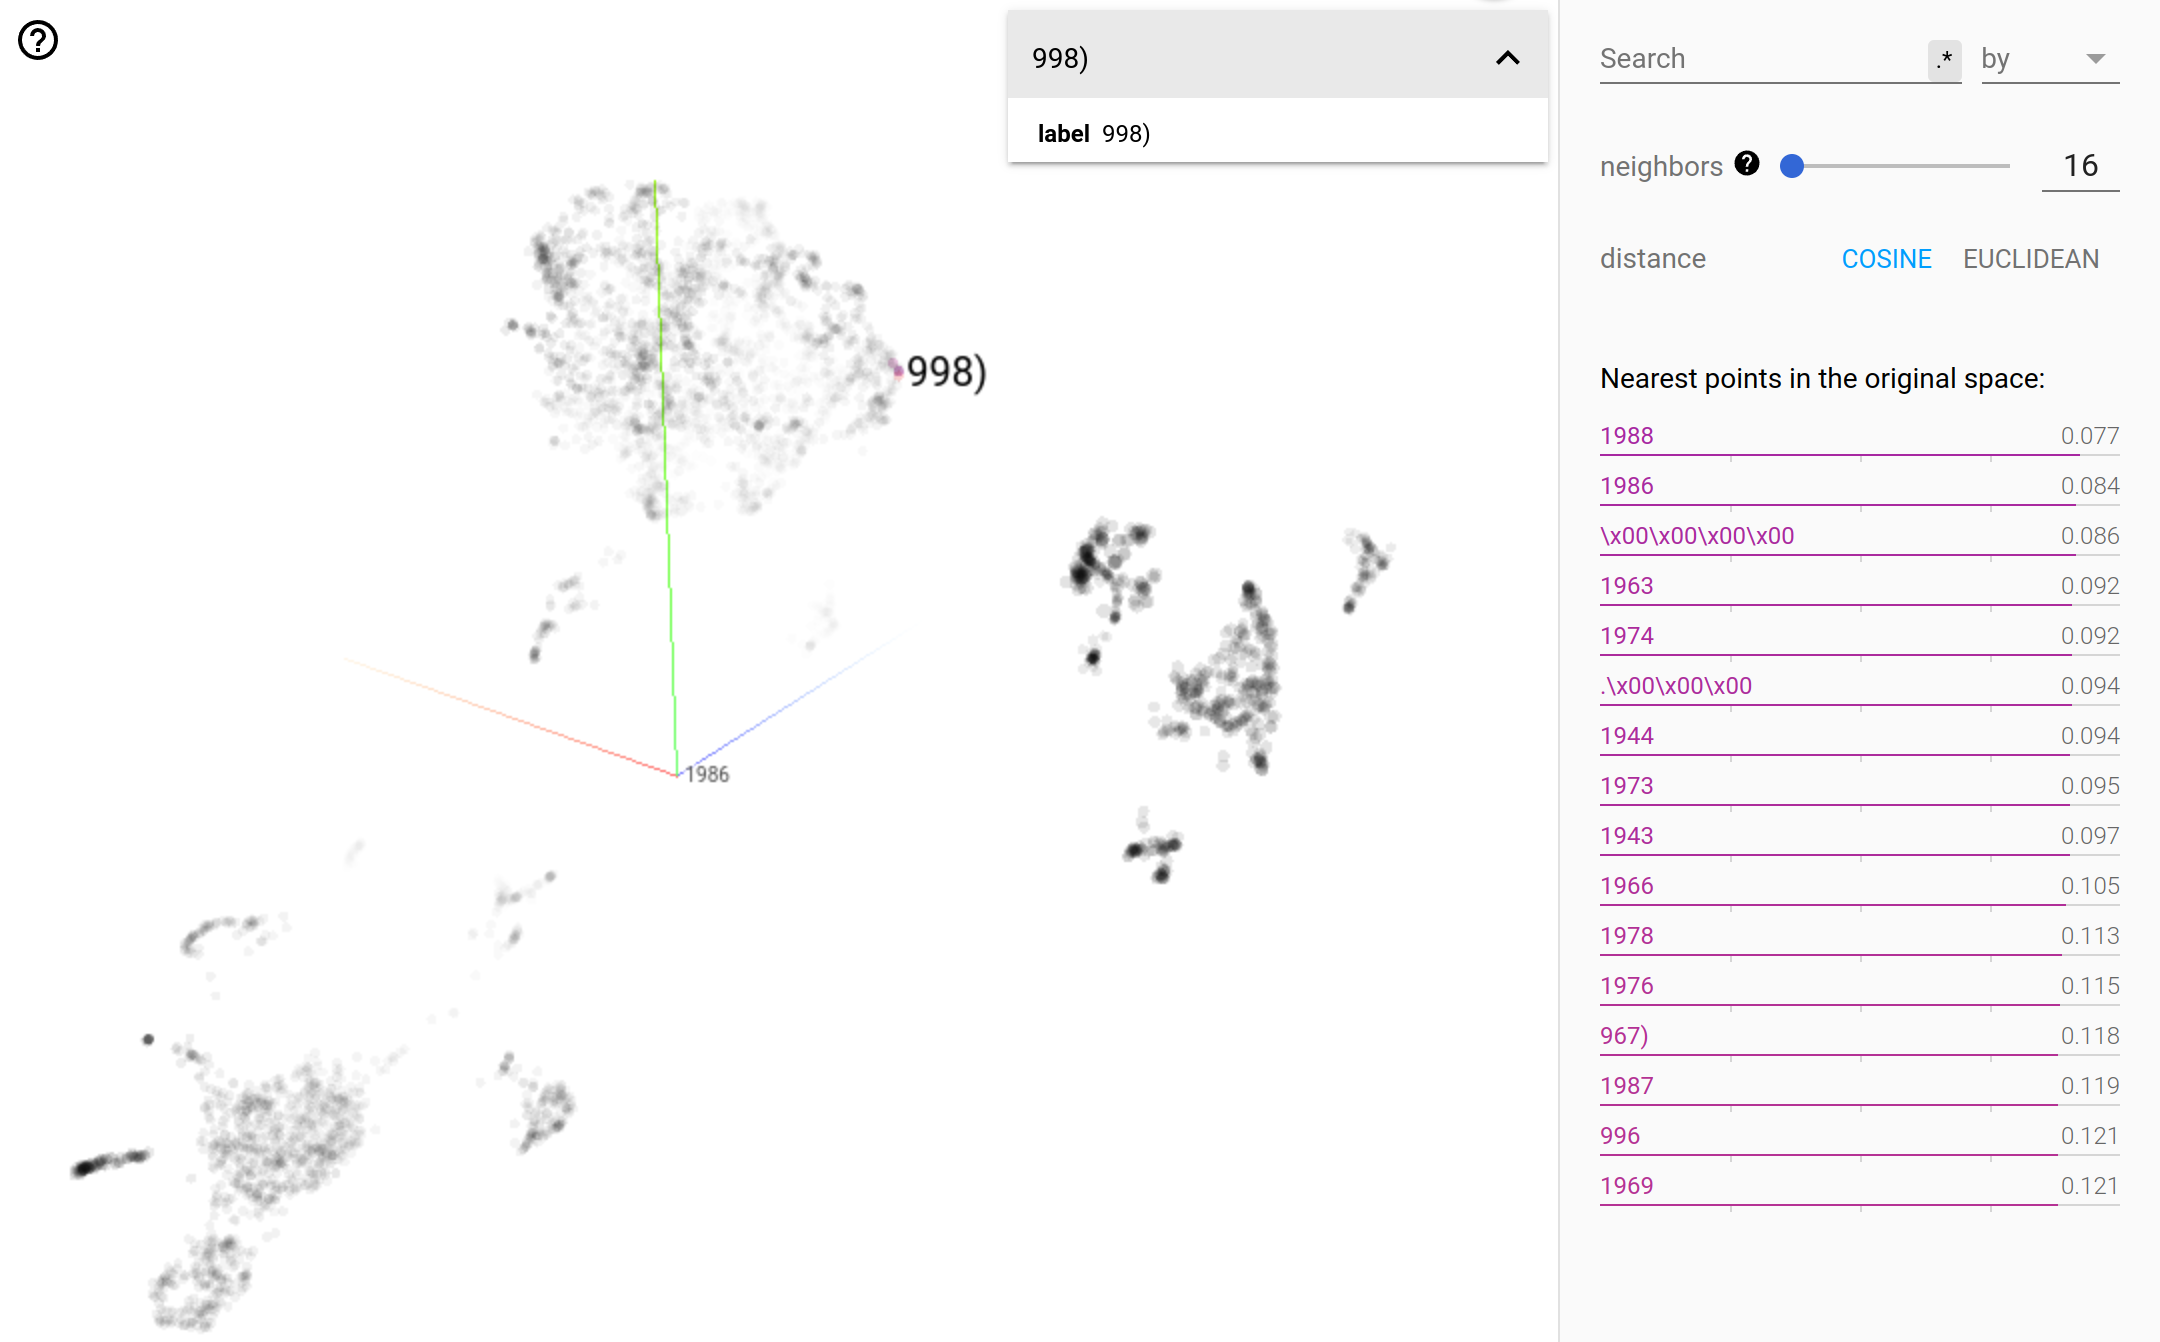 998)
label 998)
998)
1986
Search .* by
neighbors ? 16
distance COSINE EUCLIDEAN
Nearest points in the original space:
1988 0.077
1986 0.084
\x00\x00\x00\x00 0.086
1963 0.092
1974 0.092
.\x00\x00\x00 0.094
1944 0.094
1973 0.095
1943 0.097
1966 0.105
1978 0.113
1976 0.115
967) 0.118
1987 0.119
996 0.121
1969 0.121